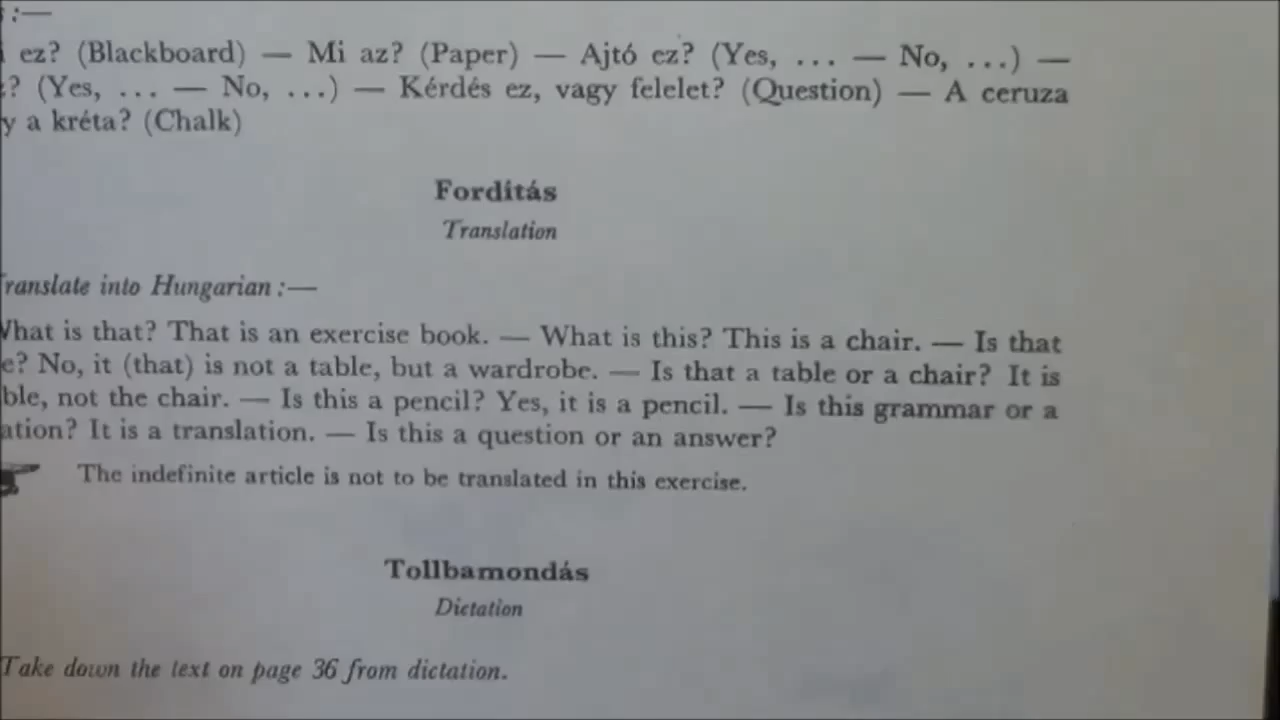 :—
ez? (Blackboard) — Mi az? (Paper) — Ajtó ez? (Yes, ... — No, ...) —
? (Yes, ... — No, ...) — Kérdés ez, vagy felelet? (Question) — A ceruza
y a kréta? (Chalk)
Fordítás
Translation
Translate into Hungarian :—
What is that? That is an exercise book. — What is this? This is a chair. — Is that
e? No, it (that) is not a table, but a wardrobe. — Is that a table or a chair? It is
ble, not the chair. — Is this a pencil? Yes, it is a pencil. — Is this grammar or a
ation? It is a translation. — Is this a question or an answer?
The indefinite article is not to be translated in this exercise.
Tollbamondás
Dictation
Take down the text on page 36 from dictation.